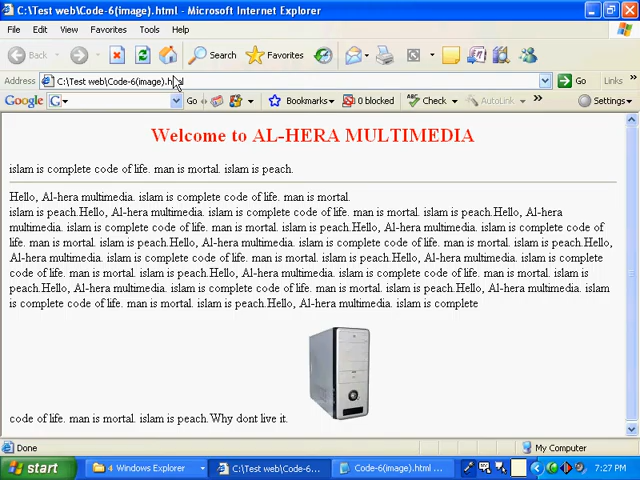 C:\Test web\Code-6(image).html - Microsoft Internet Explorer
File Edit View Favorites Tools Help
Back Search Favorites
Address C:\Test web\Code-6(image).html Go Links »
Google G Go Bookmarks 0 blocked Check AutoLink » Settings
Welcome to AL-HERA MULTIMEDIA
islam is complete code of life. man is mortal. islam is peach.
Hello, Al-hera multimedia. islam is complete code of life. man is mortal.
islam is peach.Hello, Al-hera multimedia. islam is complete code of life. man is mortal. islam is peach.Hello, Al-hera
multimedia. islam is complete code of life. man is mortal. islam is peach.Hello, Al-hera multimedia. islam is complete code
of life. man is mortal. islam is peach.Hello, Al-hera multimedia. islam is complete code of life. man is mortal. islam is peach.Hello,
Al-hera multimedia. islam is complete code of life. man is mortal. islam is peach.Hello, Al-hera multimedia. islam is complete
code of life. man is mortal. islam is peach.Hello, Al-hera multimedia. islam is complete code of life. man is mortal. islam is
peach.Hello, Al-hera multimedia. islam is complete code of life. man is mortal. islam is peach.Hello, Al-hera multimedia. islam
is complete code of life. man is mortal. islam is peach.Hello, Al-hera multimedia. islam is complete
code of life. man is mortal. islam is peach.Why dont live it.
Done My Computer
start 4 Windows Explorer C:\Test web\Code-6... Code-6(image).html ... 7:27 PM